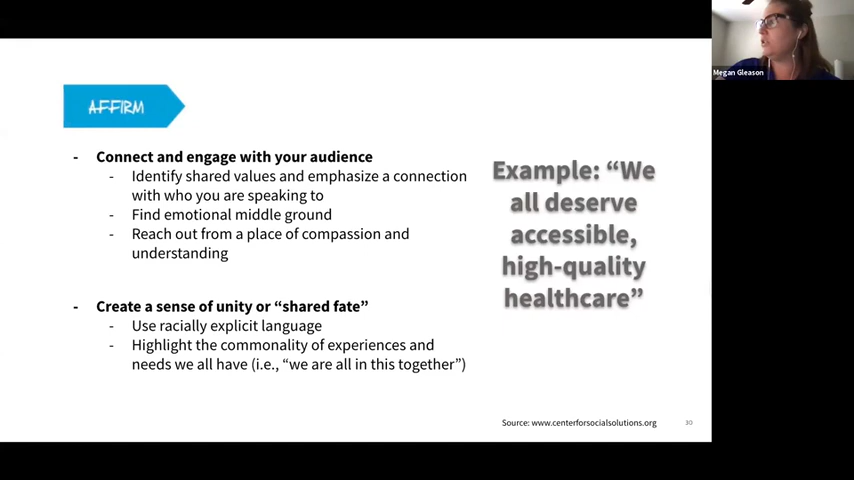 Megan Gleason
AFFIRM
- Connect and engage with your audience
- Identify shared values and emphasize a connection
with who you are speaking to
- Find emotional middle ground
- Reach out from a place of compassion and
understanding
- Create a sense of unity or “shared fate”
- Use racially explicit language
- Highlight the commonality of experiences and
needs we all have (i.e., “we are all in this together”)
Example: “We
all deserve
accessible,
high-quality
healthcare”
Source: www.centerforsocialsolutions.org
30